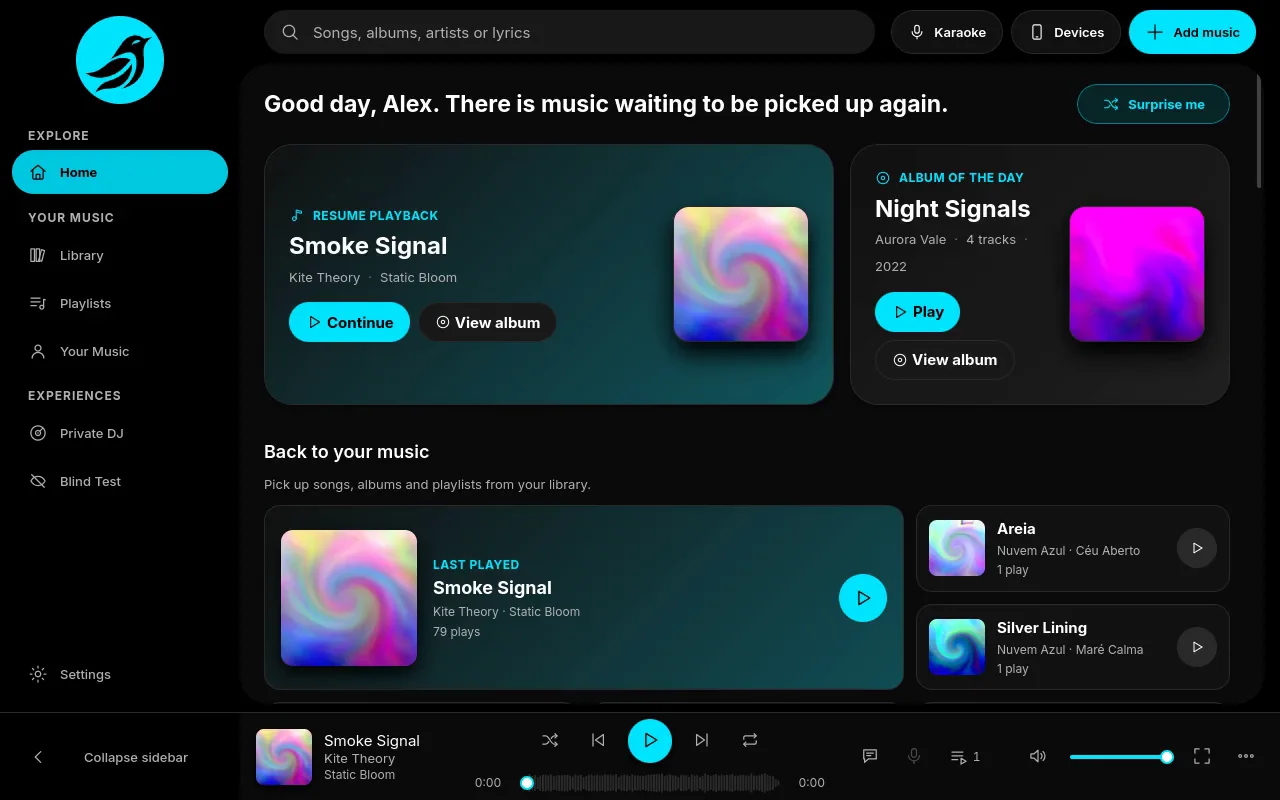 Songs, albums, artists or lyrics
Karaoke
Devices
Add music
EXPLORE
Home
YOUR MUSIC
Library
Playlists
Your Music
EXPERIENCES
Private DJ
Blind Test
Settings
Collapse sidebar
Good day, Alex. There is music waiting to be picked up again.
Surprise me
RESUME PLAYBACK
Smoke Signal
Kite Theory · Static Bloom
Continue
View album
ALBUM OF THE DAY
Night Signals
Aurora Vale · 4 tracks ·
2022
Play
View album
Back to your music
Pick up songs, albums and playlists from your library.
LAST PLAYED
Smoke Signal
Kite Theory · Static Bloom
79 plays
Areia
Nuvem Azul · Céu Aberto
1 play
Silver Lining
Nuvem Azul · Maré Calma
1 play
Smoke Signal
Kite Theory
Static Bloom
0:00
0:00
1